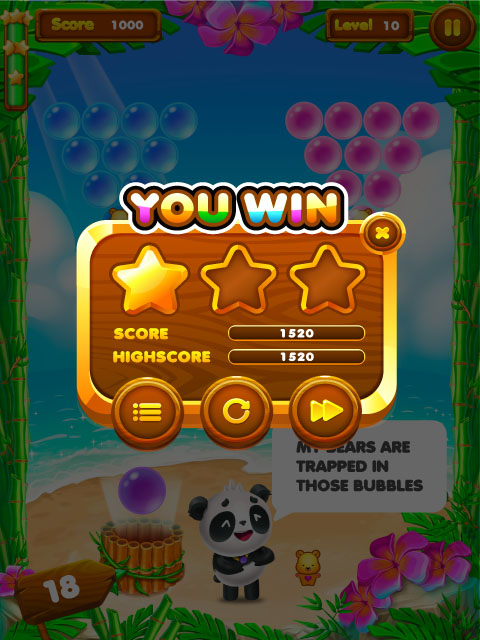 Score 1000
Level 10
YOU WIN
SCORE 1520
HIGHSCORE 1520
MY BEARS ARE
TRAPPED IN
THOSE BUBBLES
18